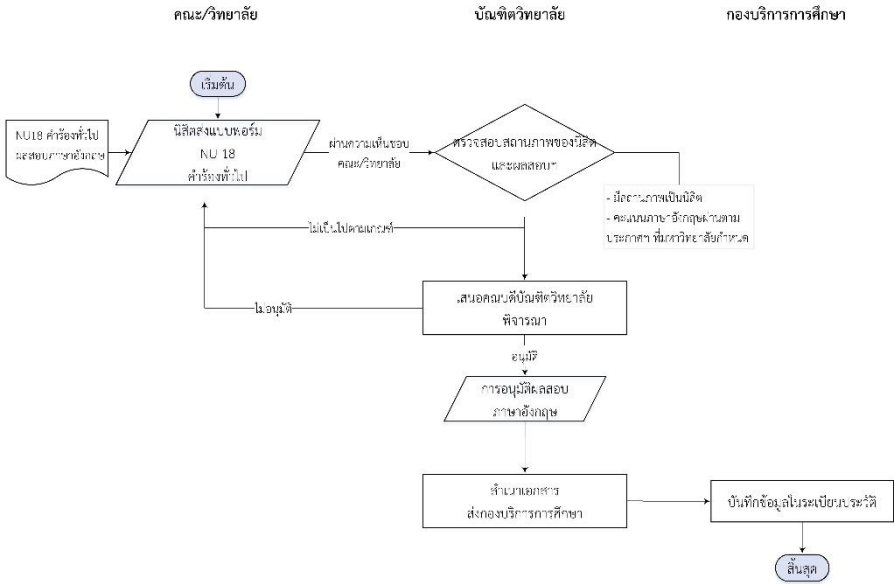 คณะ/วิทยาลัย
บัณฑิตวิทยาลัย
กองบริการการศึกษา
เริ่มต้น
NU18 คำร้องทั่วไป
ผลสอบภาษาอังกฤษ
นิสิตส่งแบบฟอร์ม
NU 18
คำร้องทั่วไป
ผ่านความเห็นชอบ
คณะ/วิทยาลัย
ตรวจสอบสถานภาพของนิสิต
และผลสอบฯ
- มีสถานภาพเป็นนิสิต
- คะแนนภาษาอังกฤษผ่านตาม
ประกาศฯ ที่มหาวิทยาลัยกำหนด
ไม่เป็นไปตามเกณฑ์
เสนอคณบดีบัณฑิตวิทยาลัย
พิจารณา
ไม่อนุมัติ
อนุมัติ
การอนุมัติผลสอบ
ภาษาอังกฤษ
สำเนาเอกสาร
ส่งกองบริการการศึกษา
บันทึกข้อมูลในระเบียนประวัติ
สิ้นสุด